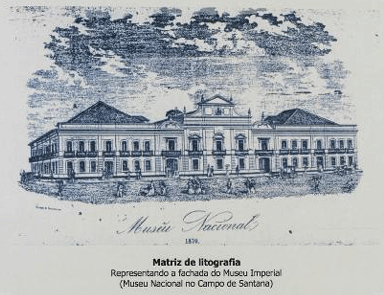 Museu Nacional
1870.
Matriz de litografia
Representando a fachada do Museu Imperial
(Museu Nacional no Campo de Santana)